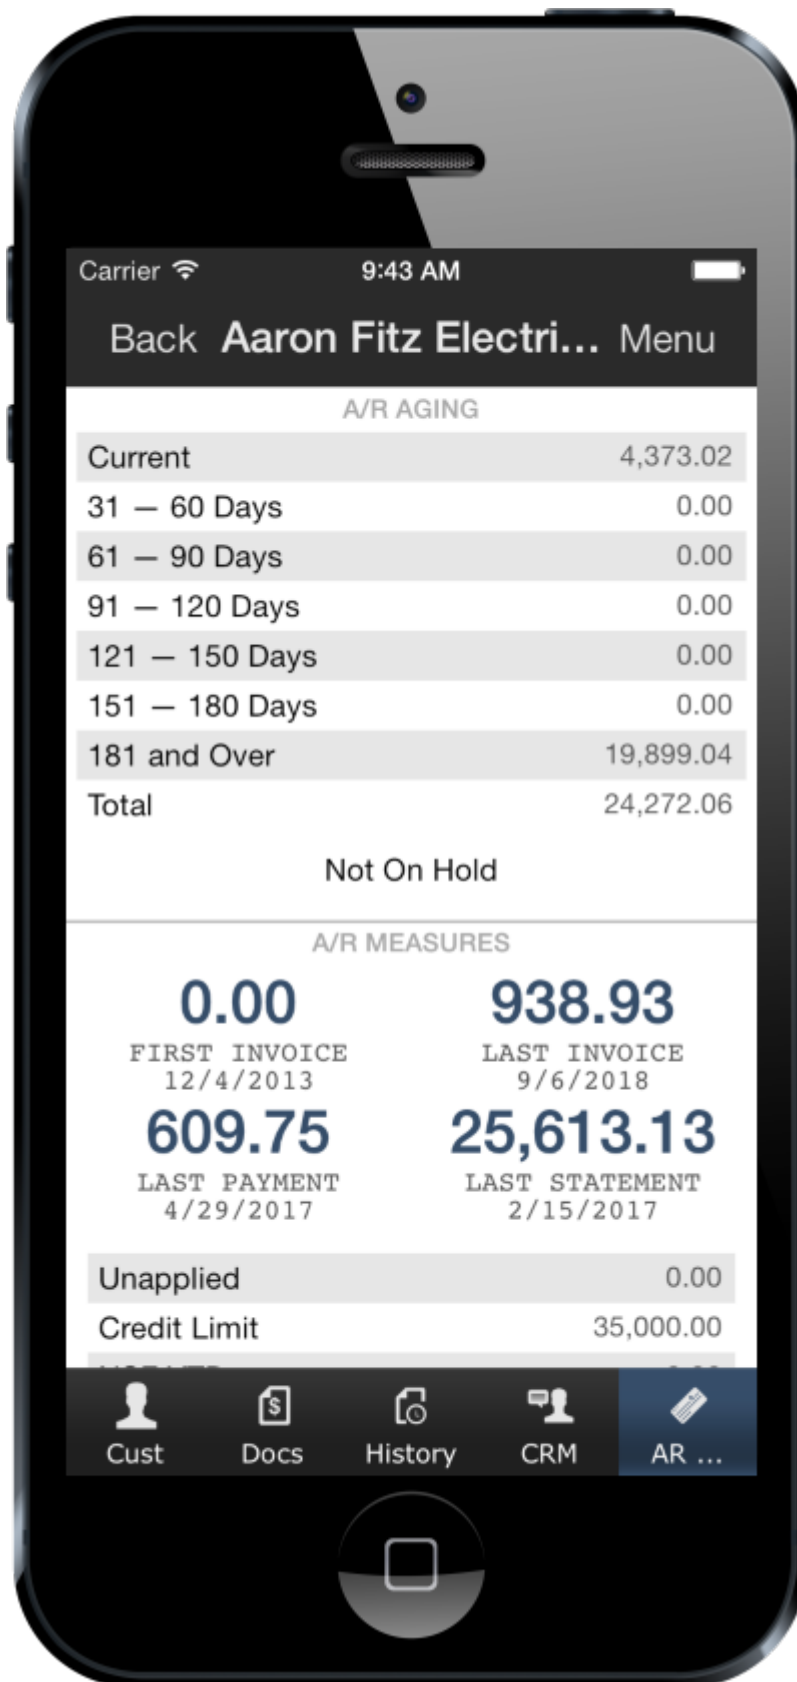 Carrier 9:43 AM
Back Aaron Fitz Electri... Menu
A/R AGING
Current 4,373.02
31 — 60 Days 0.00
61 — 90 Days 0.00
91 — 120 Days 0.00
121 — 150 Days 0.00
151 — 180 Days 0.00
181 and Over 19,899.04
Total 24,272.06
Not On Hold
A/R MEASURES
0.00 938.93
FIRST INVOICE LAST INVOICE
12/4/2013 9/6/2018
609.75 25,613.13
LAST PAYMENT LAST STATEMENT
4/29/2017 2/15/2017
Unapplied 0.00
Credit Limit 35,000.00
Cust Docs History CRM AR ...